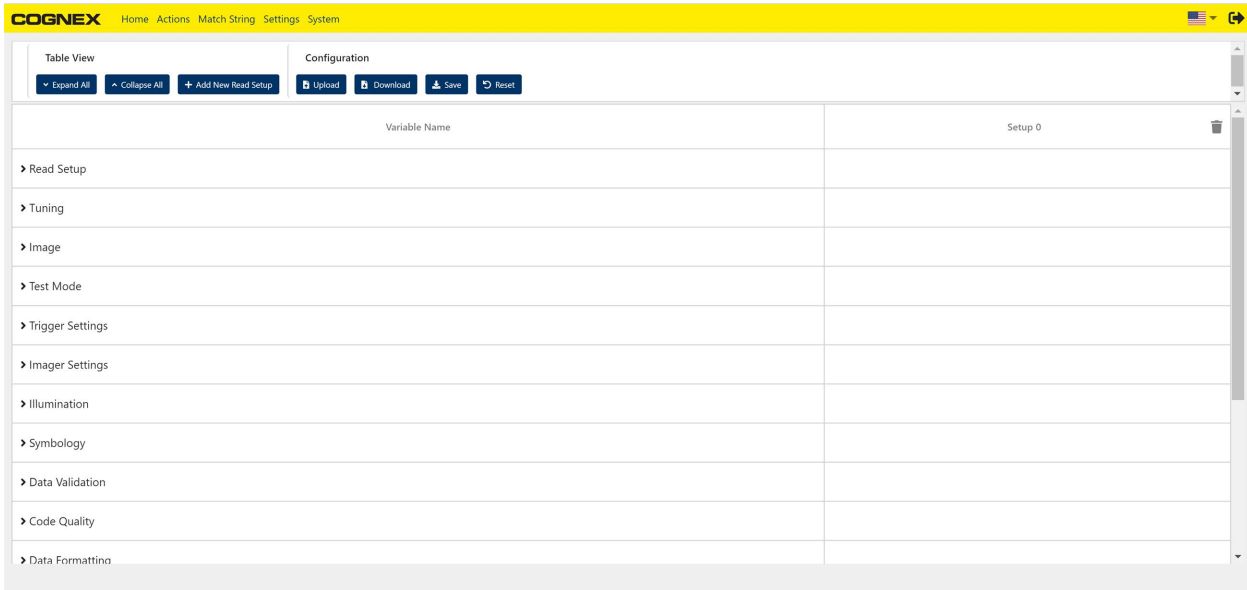 COGNEX Home Actions Match String Settings System
Table View Configuration
Expand All Collapse All Add New Read Setup Upload Download Save Reset
Variable Name Setup 0
Read Setup
Tuning
Image
Test Mode
Trigger Settings
Imager Settings
Illumination
Symbology
Data Validation
Code Quality
Data Formatting